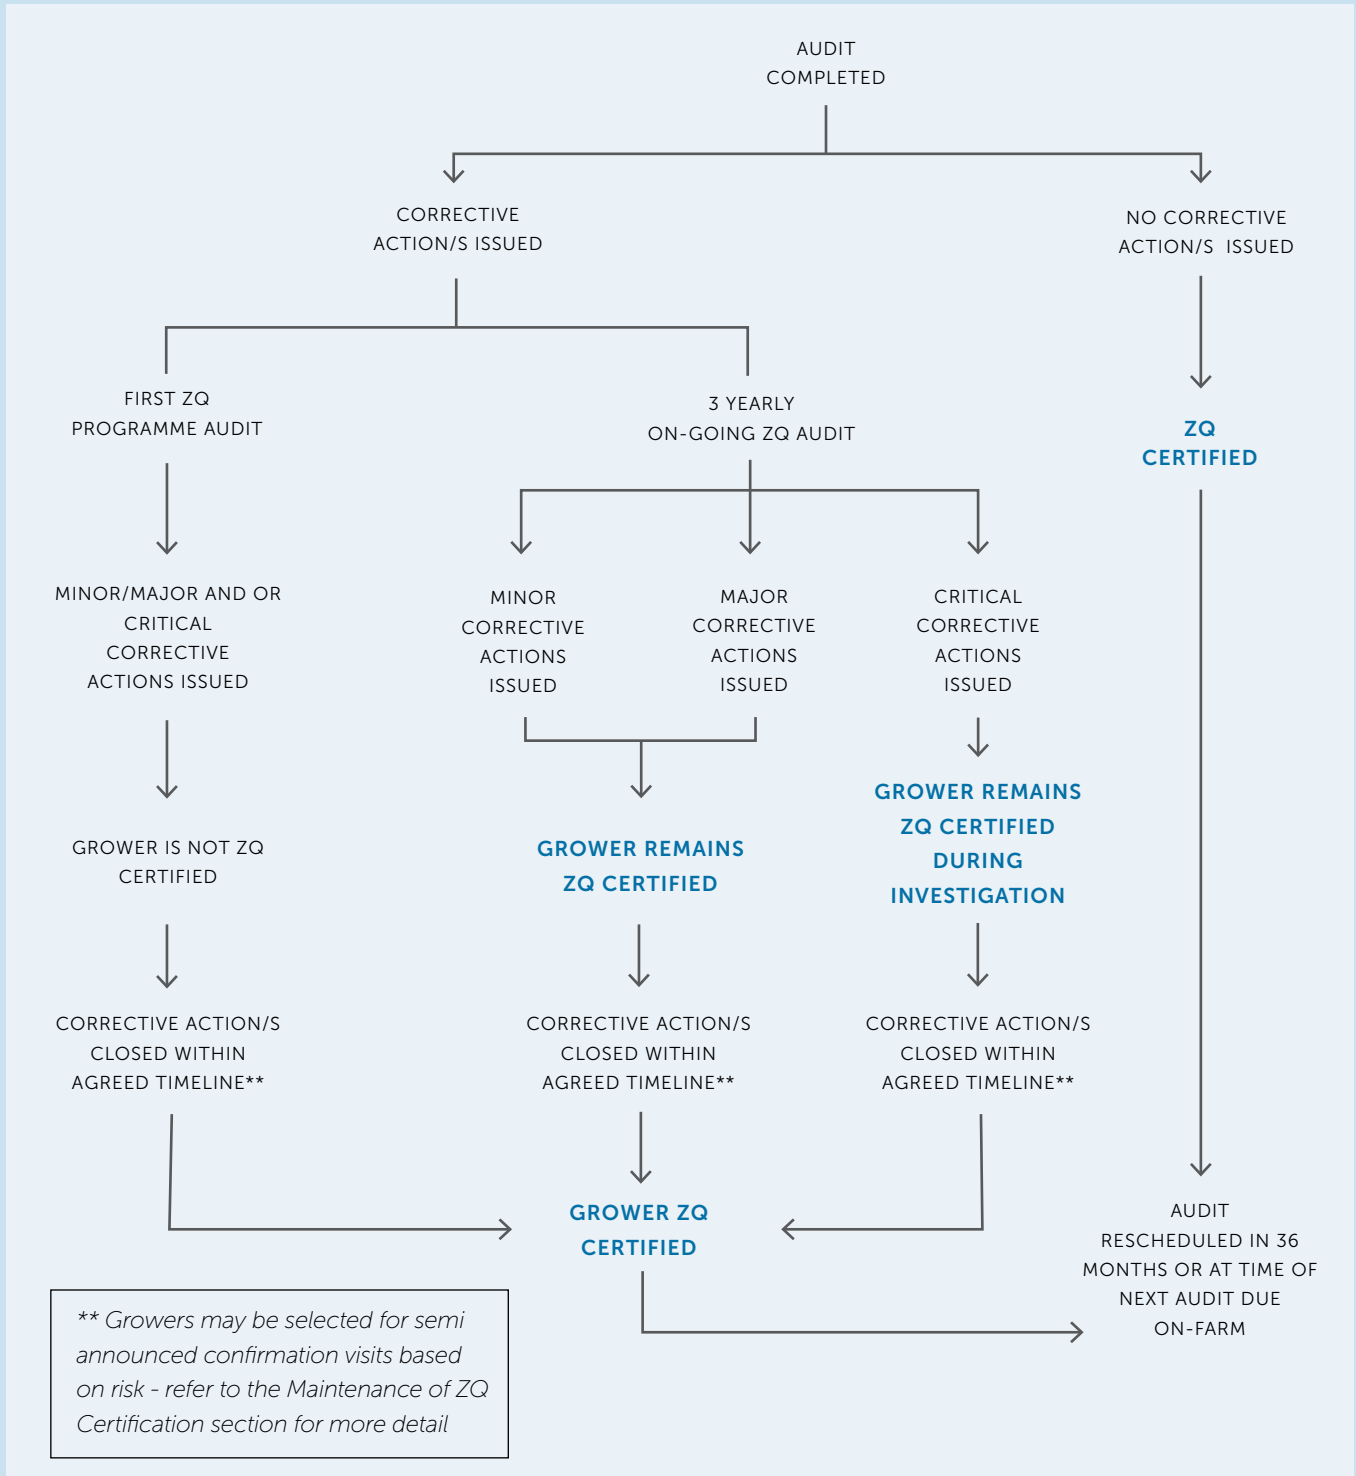 AUDIT
COMPLETED
CORRECTIVE
ACTION/S ISSUED
NO CORRECTIVE
ACTION/S ISSUED
FIRST ZQ
PROGRAMME AUDIT
3 YEARLY
ON-GOING ZQ AUDIT
ZQ
CERTIFIED
MINOR/MAJOR AND OR
CRITICAL
CORRECTIVE
ACTIONS ISSUED
MINOR
CORRECTIVE
ACTIONS
ISSUED
MAJOR
CORRECTIVE
ACTIONS
ISSUED
CRITICAL
CORRECTIVE
ACTIONS
ISSUED
GROWER IS NOT ZQ
CERTIFIED
GROWER REMAINS
ZQ CERTIFIED
GROWER REMAINS
ZQ CERTIFIED
DURING
INVESTIGATION
CORRECTIVE ACTION/S
CLOSED WITHIN
AGREED TIMELINE**
CORRECTIVE ACTION/S
CLOSED WITHIN
AGREED TIMELINE**
CORRECTIVE ACTION/S
CLOSED WITHIN
AGREED TIMELINE**
GROWER ZQ
CERTIFIED
AUDIT
RESCHEDULED IN 36
MONTHS OR AT TIME OF
NEXT AUDIT DUE
ON-FARM
** Growers may be selected for semi
announced confirmation visits based
on risk - refer to the Maintenance of ZQ
Certification section for more detail